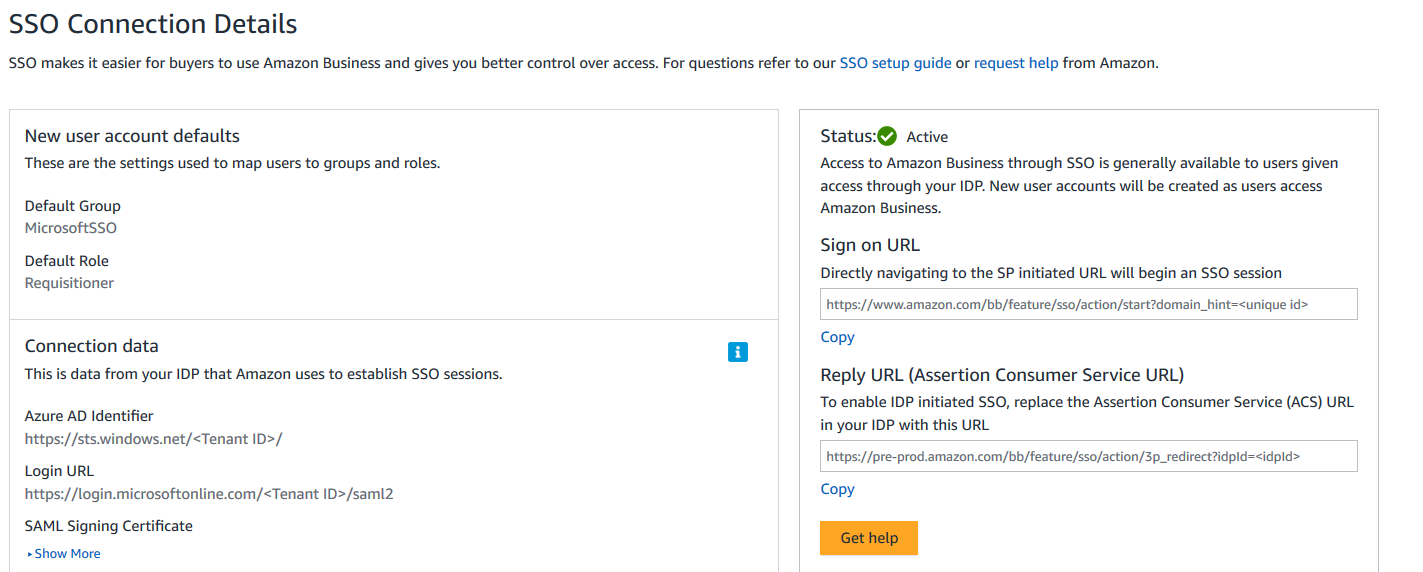 SSO Connection Details
SSO makes it easier for buyers to use Amazon Business and gives you better control over access. For questions refer to our SSO setup guide or request help from Amazon.
New user account defaults
These are the settings used to map users to groups and roles.
Default Group
MicrosoftSSO
Default Role
Requisitioner
Connection data
This is data from your IDP that Amazon uses to establish SSO sessions.
Azure AD Identifier
https://sts.windows.net/<Tenant ID>/
Login URL
https://login.microsoftonline.com/<Tenant ID>/saml2
SAML Signing Certificate
Show More
Status: Active
Access to Amazon Business through SSO is generally available to users given
access through your IDP. New user accounts will be created as users access
Amazon Business.
Sign on URL
Directly navigating to the SP initiated URL will begin an SSO session
https://www.amazon.com/bb/feature/sso/action/start?domain_hint=<unique id>
Copy
Reply URL (Assertion Consumer Service URL)
To enable IDP initiated SSO, replace the Assertion Consumer Service (ACS) URL
in your IDP with this URL
https://pre-prod.amazon.com/bb/feature/sso/action/3p_redirect?idpId=<idpId>
Copy
Get help